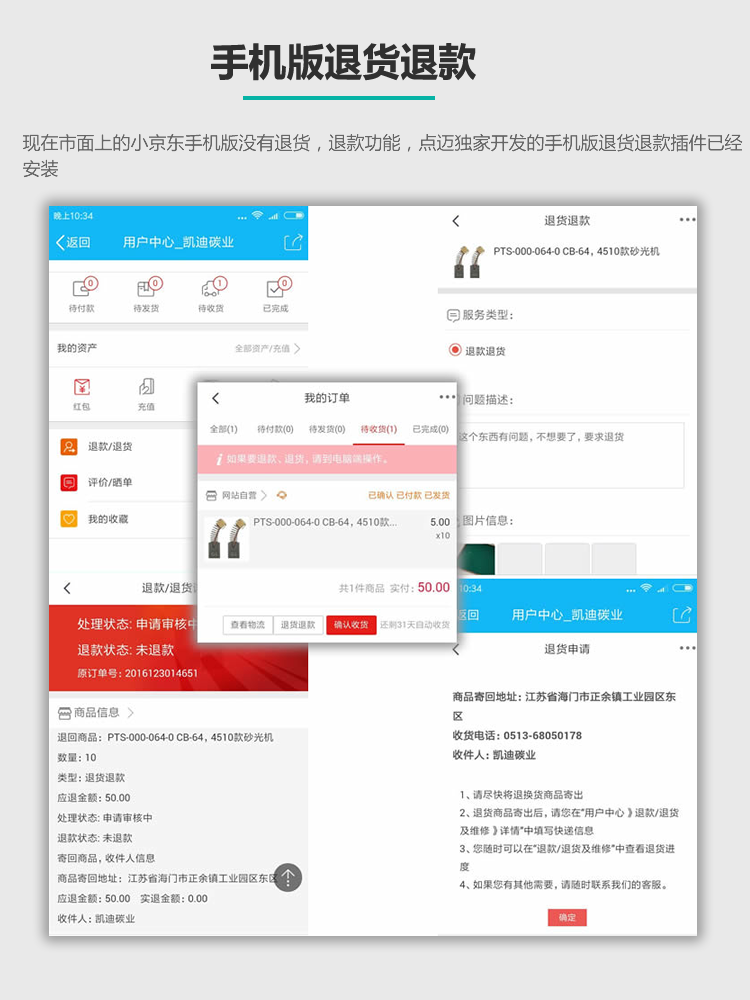 手机版退货退款
现在市面上的小京东手机版没有退货，退款功能，点迈独家开发的手机版退货退款插件已经
安装
晚上10:34
返回
用户中心_凯迪碳业
0
0
1
0
待付款
待发货
待收货
已完成
我的资产
全部资产/充值
红包
充值
退款/退货
评价/晒单
我的收藏
退货退款
PTS-000-064-0 CB-64，4510款砂光机
服务类型：
退款退货
问题描述：
这个东西有问题，不想要了，要求退货
图片信息：
我的订单
全部(1)
待付款(0)
待发货(0)
待收货(1)
已完成(0)
如果要退款、退货，请到电脑端操作。
网站自营
已确认 已付款 已发货
PTS-000-064-0 CB-64，4510款...
5.00
x10
共1件商品 实付：50.00
查看物流
退货退款
确认收货
还剩31天自动收货
退款/退货
处理状态: 申请审核中
退款状态: 未退款
原订单号: 2016123014651
商品信息
退回商品：PTS-000-064-0 CB-64，4510款砂光机
数量: 10
类型: 退货退款
应退金额: 50.00
处理状态: 申请审核中
退款状态: 未退款
寄回商品，收件人信息
商品寄回地址：江苏省海门市正余镇工业园区东区
应退金额: 50.00 实退金额: 0.00
收件人: 凯迪碳业
10:34
返回
用户中心_凯迪碳业
退货申请
商品寄回地址: 江苏省海门市正余镇工业园区东
区
收货电话: 0513-68050178
收件人: 凯迪碳业
1、请尽快将退换货商品寄出
2、退货商品寄出后，请您在“用户中心》退款/退货
及维修》详情”中填写快递信息
3、您随时可以在“退款/退货及维修”中查看退货进
度
4、如果您有其他需要，请随时联系我们的客服。
确定